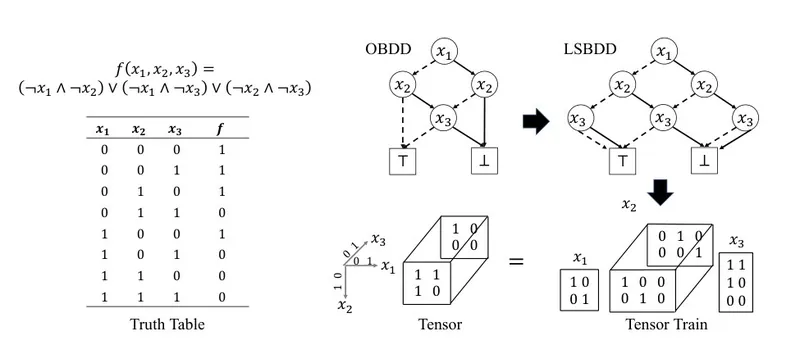 f(x₁, x₂, x₃) =
(¬x₁ ∧ ¬x₂) ∨ (¬x₁ ∧ ¬x₃) ∨ (¬x₂ ∧ ¬x₃)
x₁ x₂ x₃ f
0 0 0 1
0 0 1 1
0 1 0 1
0 1 1 0
1 0 0 1
1 0 1 0
1 1 0 0
1 1 1 0
Truth Table
OBDD
x₁
x₂ x₂
x₃
⊤ ⊥
LSBDD
x₁
x₂ x₂
x₃ x₃ x₃
⊤ ⊥
0 1 x₃
0 1 x₁
1 0
x₂
1 0
0 0
1 1
1 0
Tensor
=
x₁
1 0
0 1
x₂
0 1 0
0 0 1
1 0 0
0 1 0
x₃
1 1
1 0
0 0
Tensor Train